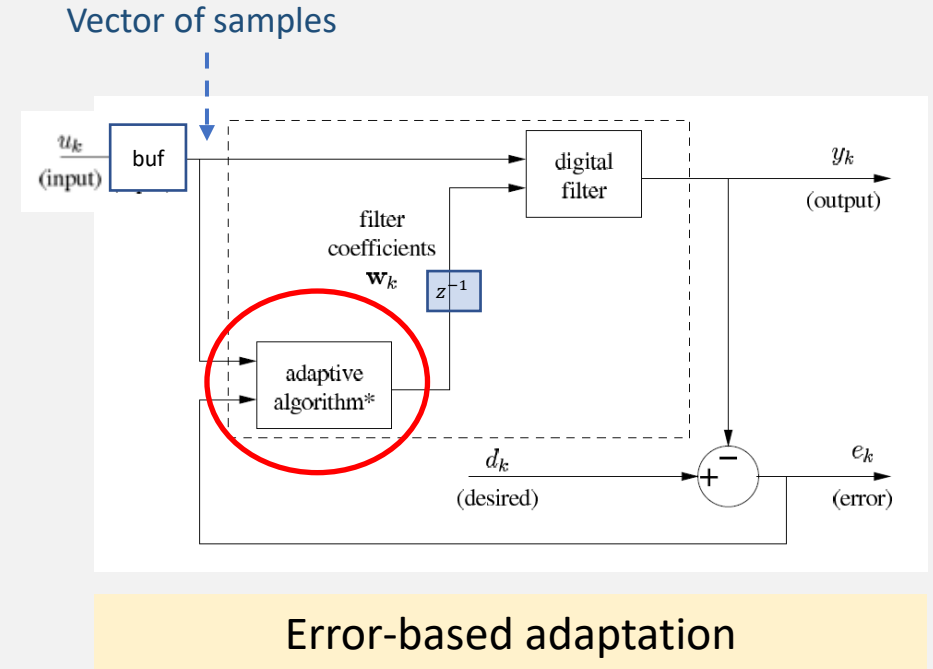 Vector of samples
u_k
(input)
buf
digital
filter
y_k
(output)
filter
coefficients
𝐰_k
z⁻¹
adaptive
algorithm*
d_k
(desired)
+
−
e_k
(error)
Error-based adaptation